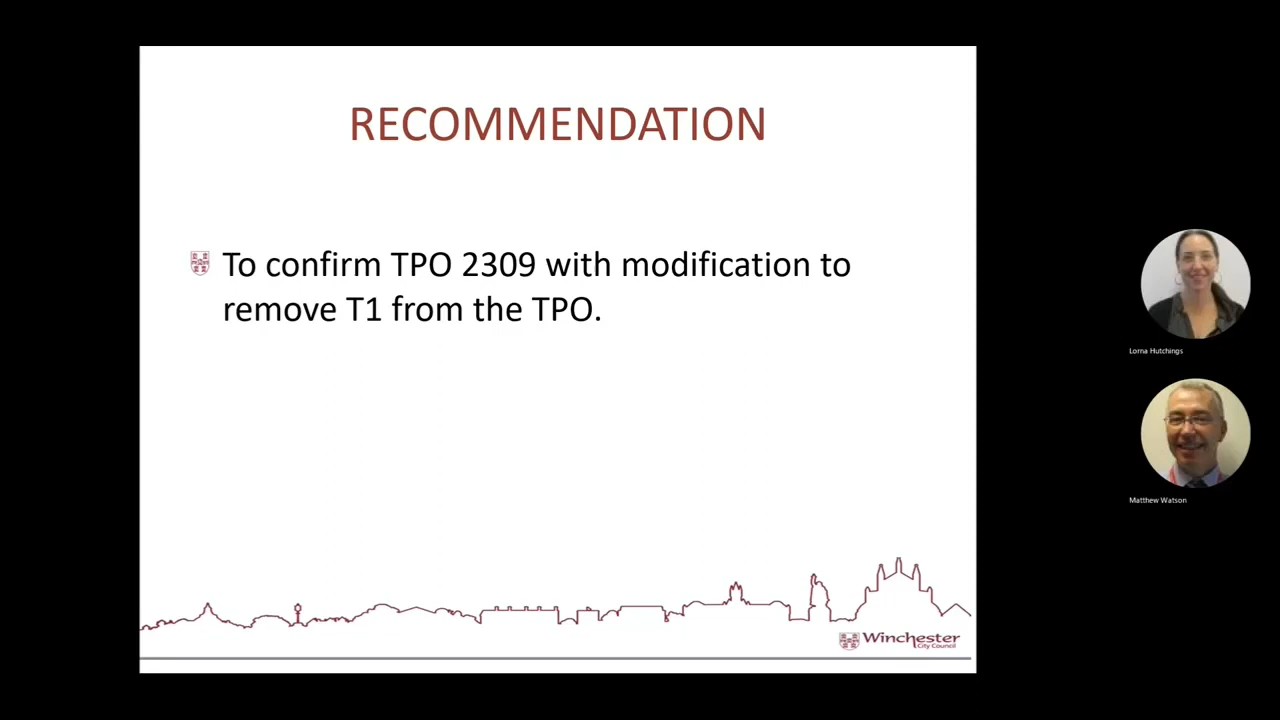 RECOMMENDATION
To confirm TPO 2309 with modification to
remove T1 from the TPO.
Winchester
City Council
Lorna Hutchings
Matthew Watson